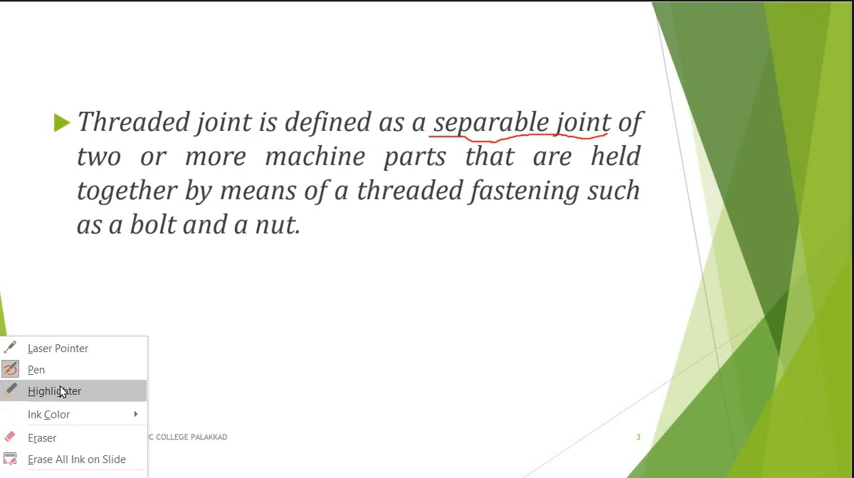 Threaded joint is defined as a separable joint of
two or more machine parts that are held
together by means of a threaded fastening such
as a bolt and a nut.
Laser Pointer
Pen
Highlighter
Ink Color
Eraser
Erase All Ink on Slide
C COLLEGE PALAKKAD
3